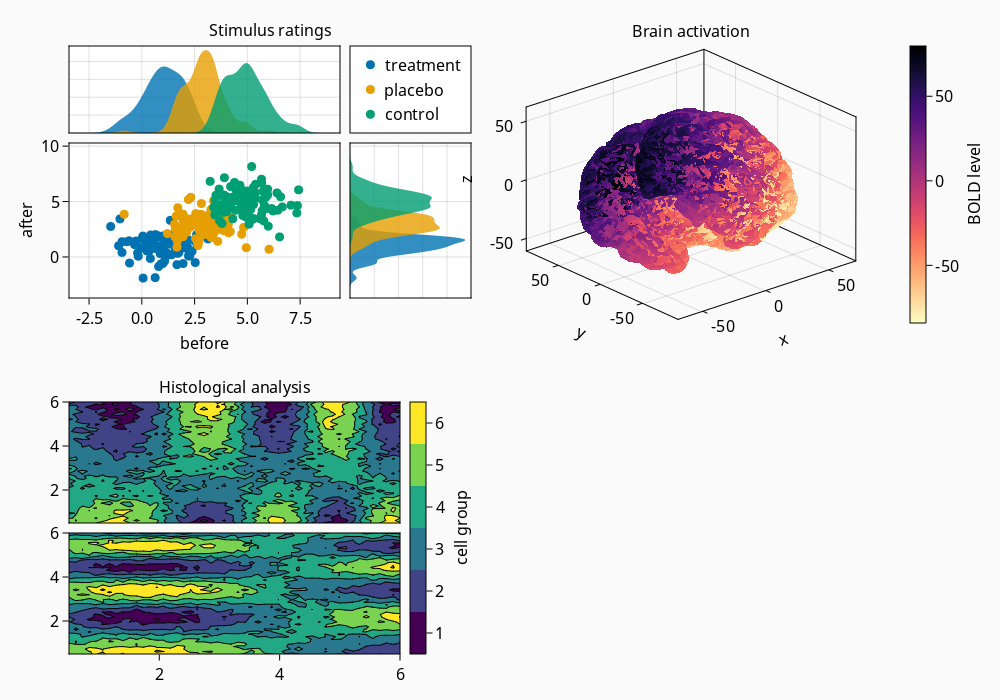 Stimulus ratings
treatment
placebo
control
10
5
0
after
-2.5 0.0 2.5 5.0 7.5
before
Brain activation
50
0
-50
z
50
0
-50
y
-50
0
50
x
50
0
-50
BOLD level
Histological analysis
6
4
2
6
4
2
2 4 6
6
5
4
3
2
1
cell group